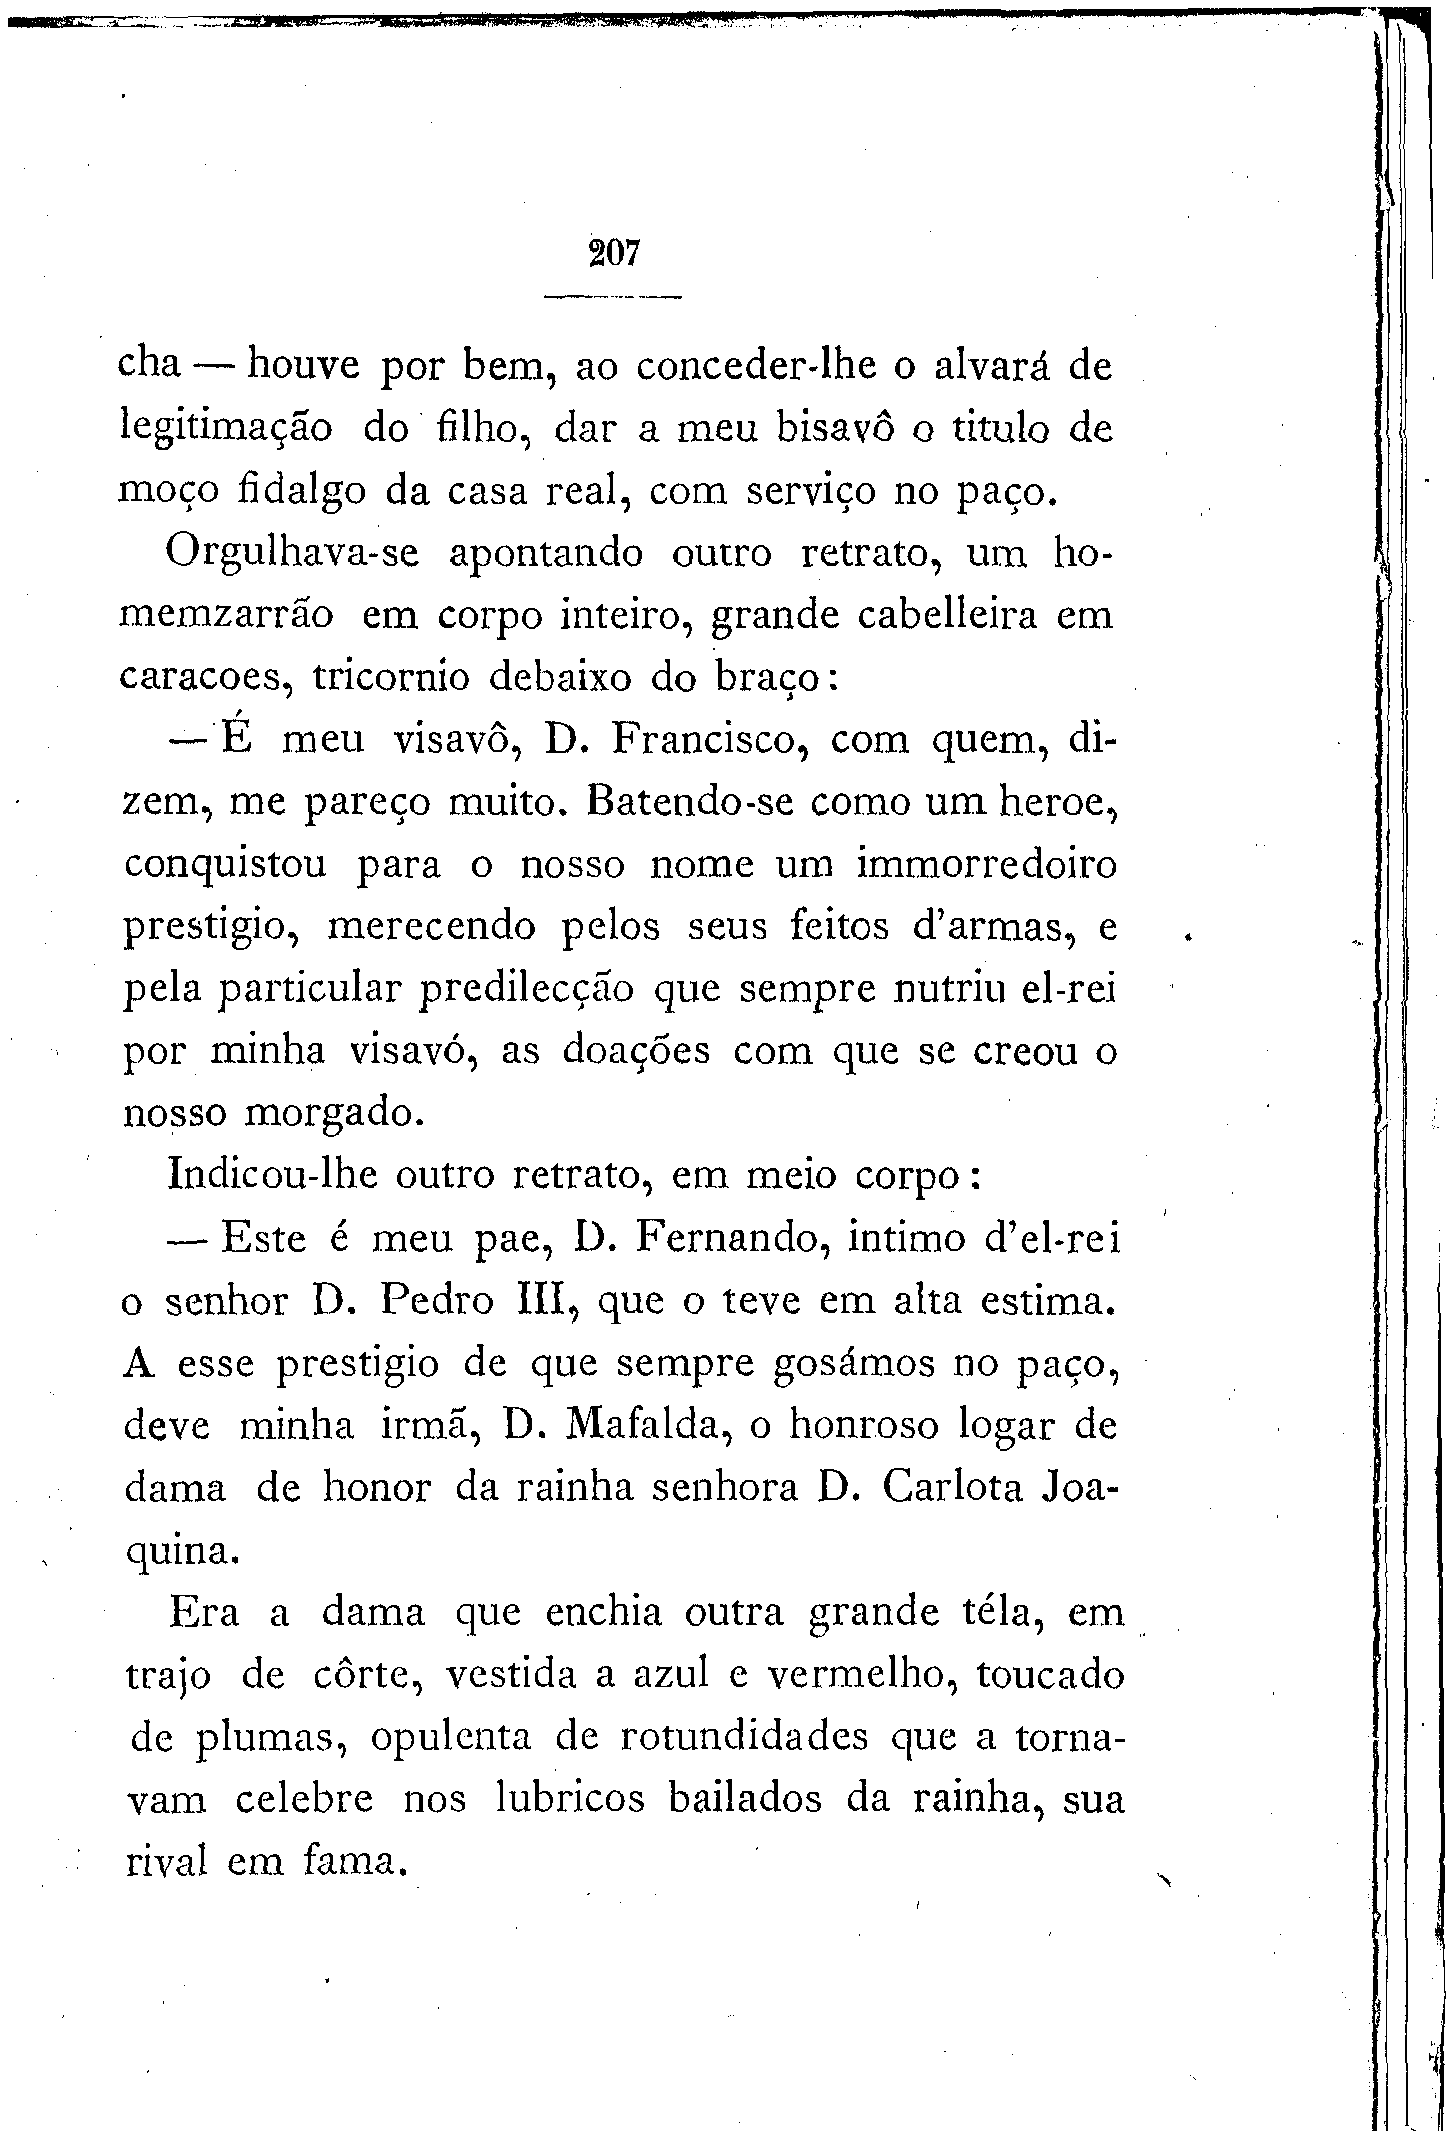 207
cha — houve por bem, ao conceder-lhe o alvará de
legitimação do filho, dar a meu bisavô o titulo de
moço fidalgo da casa real, com serviço no paço.
Orgulhava-se apontando outro retrato, um ho-
memzarrão em corpo inteiro, grande cabelleira em
caracoes, tricornio debaixo do braço:
— É meu visavô, D. Francisco, com quem, di-
zem, me pareço muito. Batendo-se como um heroe,
conquistou para o nosso nome um immorredoiro
prestigio, merecendo pelos seus feitos d'armas, e
pela particular predilecção que sempre nutriu el-rei
por minha visavó, as doações com que se creou o
nosso morgado.
Indicou-lhe outro retrato, em meio corpo:
— Este é meu pae, D. Fernando, intimo d'el-rei
o senhor D. Pedro III, que o teve em alta estima.
A esse prestigio de que sempre gosámos no paço,
deve minha irmã, D. Mafalda, o honroso logar de
dama de honor da rainha senhora D. Carlota Joa-
quina.
Era a dama que enchia outra grande téla, em
trajo de côrte, vestida a azul e vermelho, toucado
de plumas, opulenta de rotundidades que a torna-
vam celebre nos lubricos bailados da rainha, sua
rival em fama.